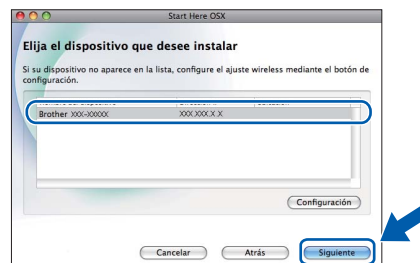 Start Here OSX
Elija el dispositivo que desee instalar
Si su dispositivo no aparece en la lista, configure el ajuste wireless mediante el botón de
configuración.
Brother XXX-XXXXX XXX.XXX.X.X
Configuración
Cancelar Atrás Siguiente